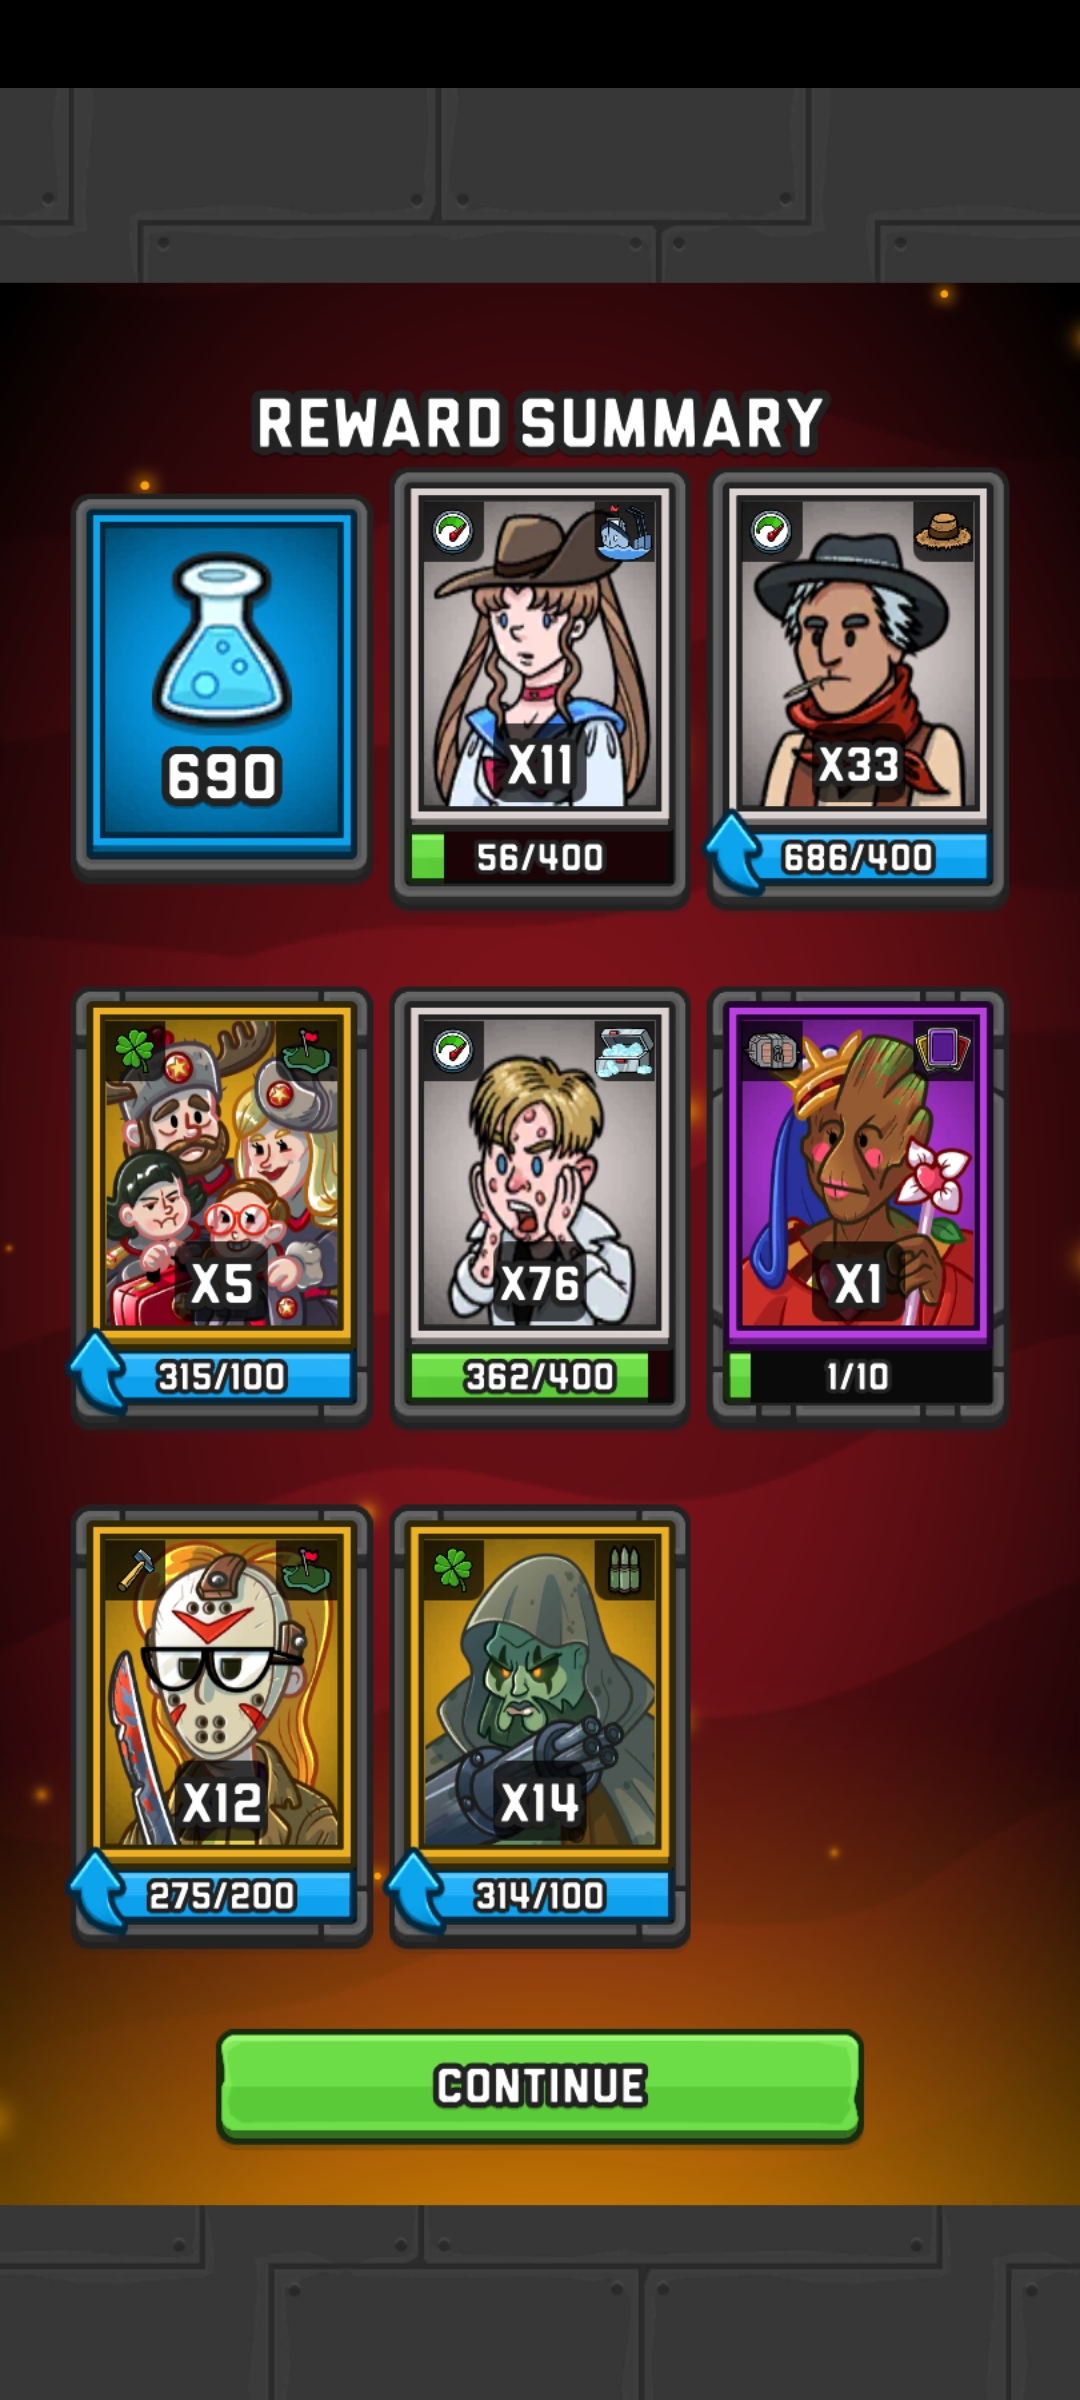 REWARD SUMMARY
690
X11
56/400
X33
686/400
X5
315/100
X76
362/400
X1
1/10
X12
275/200
X14
314/100
CONTINUE